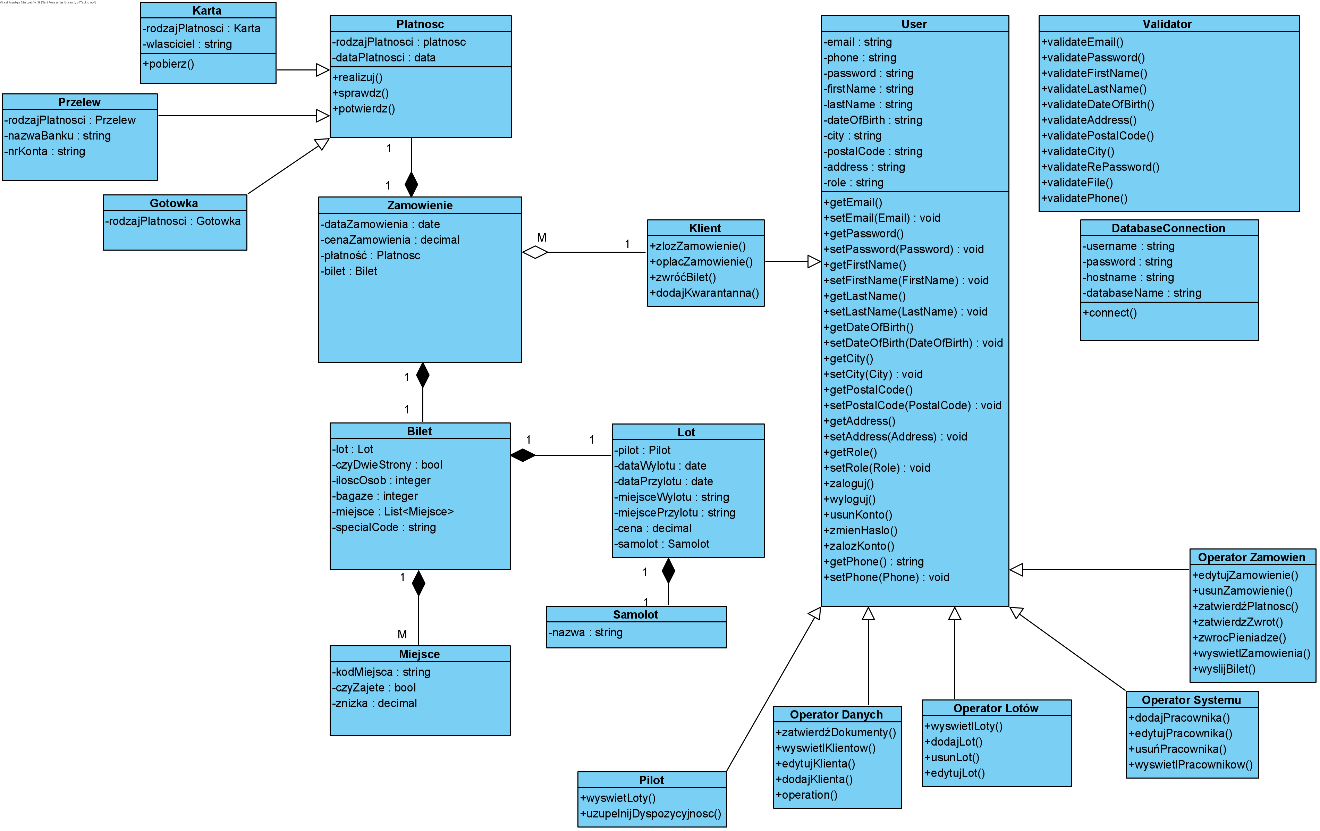 Karta
-rodzajPlatnosci : Karta
-wlasciciel : string
+pobierz()
Platnosc
-rodzajPlatnosci : platnosc
-dataPlatnosci : data
+realizuj()
+sprawdz()
+potwierdz()
Przelew
-rodzajPlatnosci : Przelew
-nazwaBanku : string
-nrKonta : string
Gotowka
-rodzajPlatnosci : Gotowka
1
1
Zamowienie
-dataZamowienia : date
-cenaZamowienia : decimal
-płatność : Platnosc
-bilet : Bilet
M
1
Klient
+zlozZamowienie()
+oplacZamowienie()
+zwróćBilet()
+dodajKwarantanna()
1
1
Bilet
-lot : Lot
-czyDwieStrony : bool
-iloscOsob : integer
-bagaze : integer
-miejsce : List<Miejsce>
-specialCode : string
1
1
Lot
-pilot : Pilot
-dataWylotu : date
-dataPrzylotu : date
-miejsceWylotu : string
-miejscePrzylotu : string
-cena : decimal
-samolot : Samolot
1
1
Samolot
-nazwa : string
1
M
Miejsce
-kodMiejsca : string
-czyZajete : bool
-znizka : decimal
User
-email : string
-phone : string
-password : string
-firstName : string
-lastName : string
-dateOfBirth : string
-city : string
-postalCode : string
-address : string
-role : string
+getEmail()
+setEmail(Email) : void
+getPassword()
+setPassword(Password) : void
+getFirstName()
+setFirstName(FirstName) : void
+getLastName()
+setLastName(LastName) : void
+getDateOfBirth()
+setDateOfBirth(DateOfBirth) : void
+getCity()
+setCity(City) : void
+getPostalCode()
+setPostalCode(PostalCode) : void
+getAddress()
+setAddress(Address) : void
+getRole()
+setRole(Role) : void
+zaloguj()
+wyloguj()
+usunKonto()
+zmienHaslo()
+zalozKonto()
+getPhone() : string
+setPhone(Phone) : void
Validator
+validateEmail()
+validatePassword()
+validateFirstName()
+validateLastName()
+validateDateOfBirth()
+validateAddress()
+validatePostalCode()
+validateCity()
+validateRePassword()
+validateFile()
+validatePhone()
DatabaseConnection
-username : string
-password : string
-hostname : string
-databaseName : string
+connect()
Operator Zamowien
+edytujZamowienie()
+usunZamowienie()
+zatwierdźPlatnosc()
+zatwierdzZwrot()
+zwrocPieniadze()
+wyswietlZamowienia()
+wyslijBilet()
Operator Systemu
+dodajPracownika()
+edytujPracownika()
+usuńPracownika()
+wyswietlPracownikow()
Operator Lotów
+wyswietlLoty()
+dodajLot()
+usunLot()
+edytujLot()
Operator Danych
+zatwierdźDokumenty()
+wyswietlKlientow()
+edytujKlienta()
+dodajKlienta()
+operation()
Pilot
+wyswietLoty()
+uzupelnijDyspozycyjnosc()